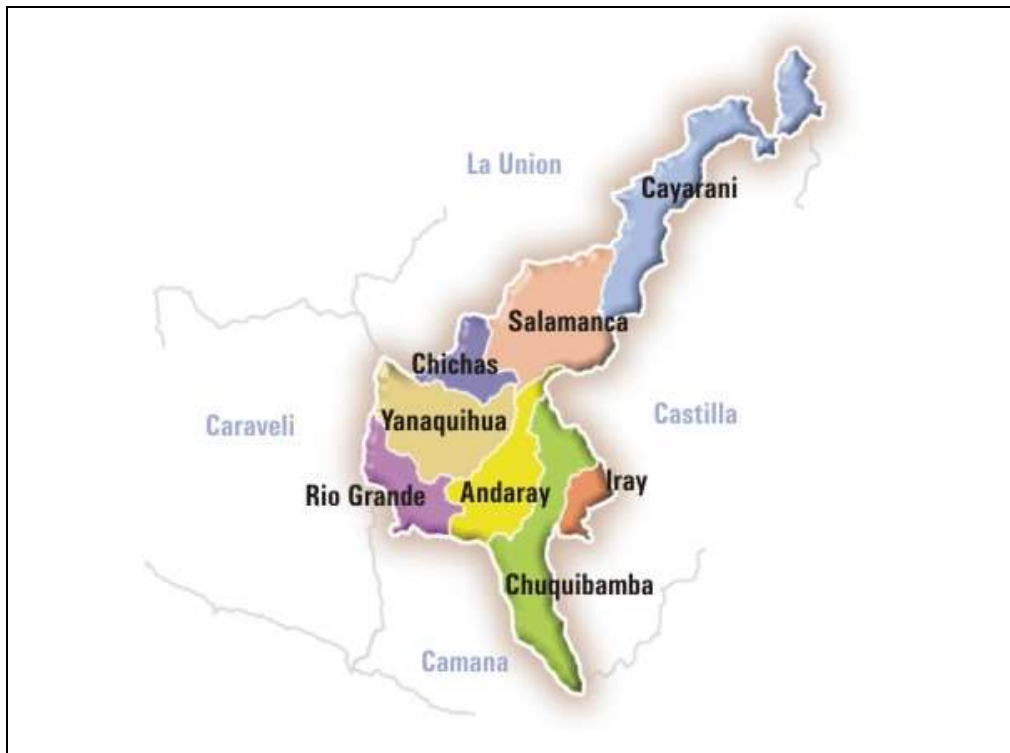 La Union
Cayarani
Salamanca
Chichas
Caraveli
Yanaquihua
Castilla
Rio Grande
Andaray
Iray
Chuquibamba
Camana